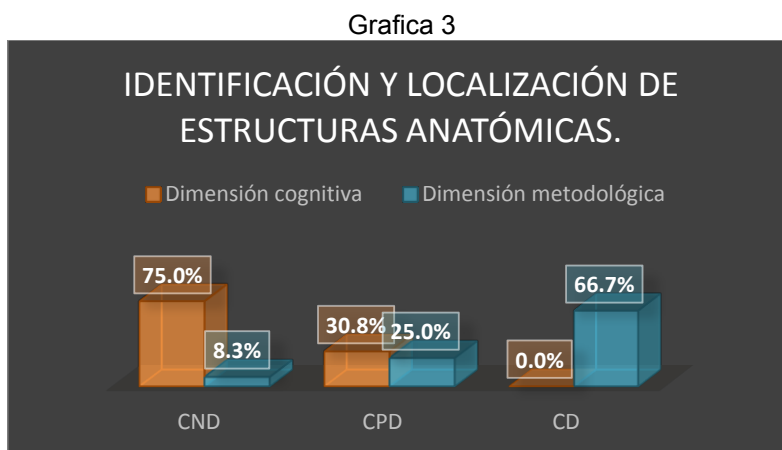 Grafica 3
IDENTIFICACIÓN Y LOCALIZACIÓN DE
ESTRUCTURAS ANATÓMICAS.
Dimensión cognitiva Dimensión metodológica
75.0% 8.3% 30.8% 25.0% 0.0% 66.7%
CND CPD CD